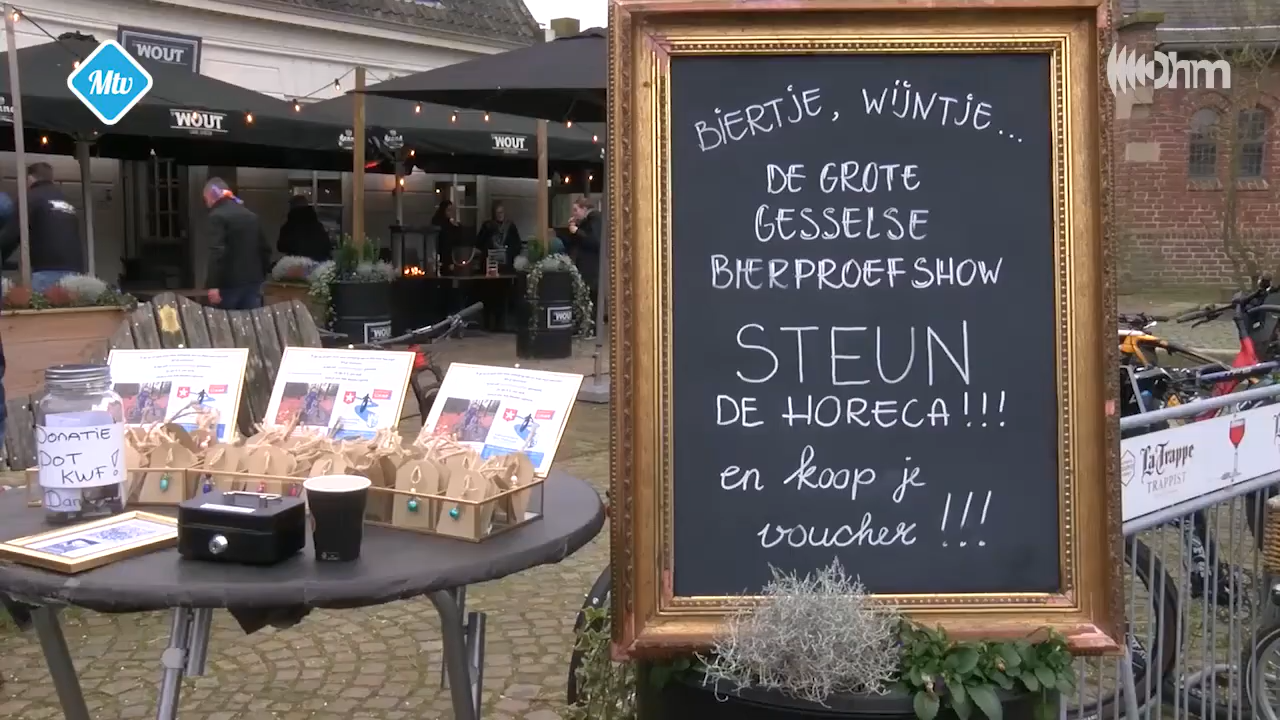 WOUT
Mtv
Ohm
WOUT
WOUT
BIERTJE, WIJNTJE...
DE GROTE
GESSELSE
BIERPROEFSHOW
STEUN
DE HORECA!!!
en koop je
voucher !!!
DONATIE
DOT
KWF!
WOUT
WOUT
LA TRAPPE
TRAPPIST